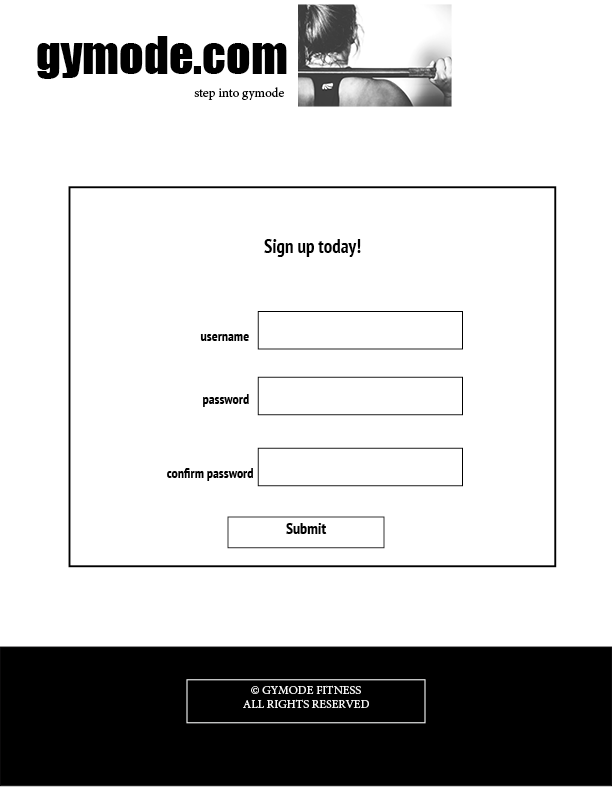 gymode.com
step into gymode
Sign up today!
username
password
confirm password
Submit
© GYMODE FITNESS
ALL RIGHTS RESERVED